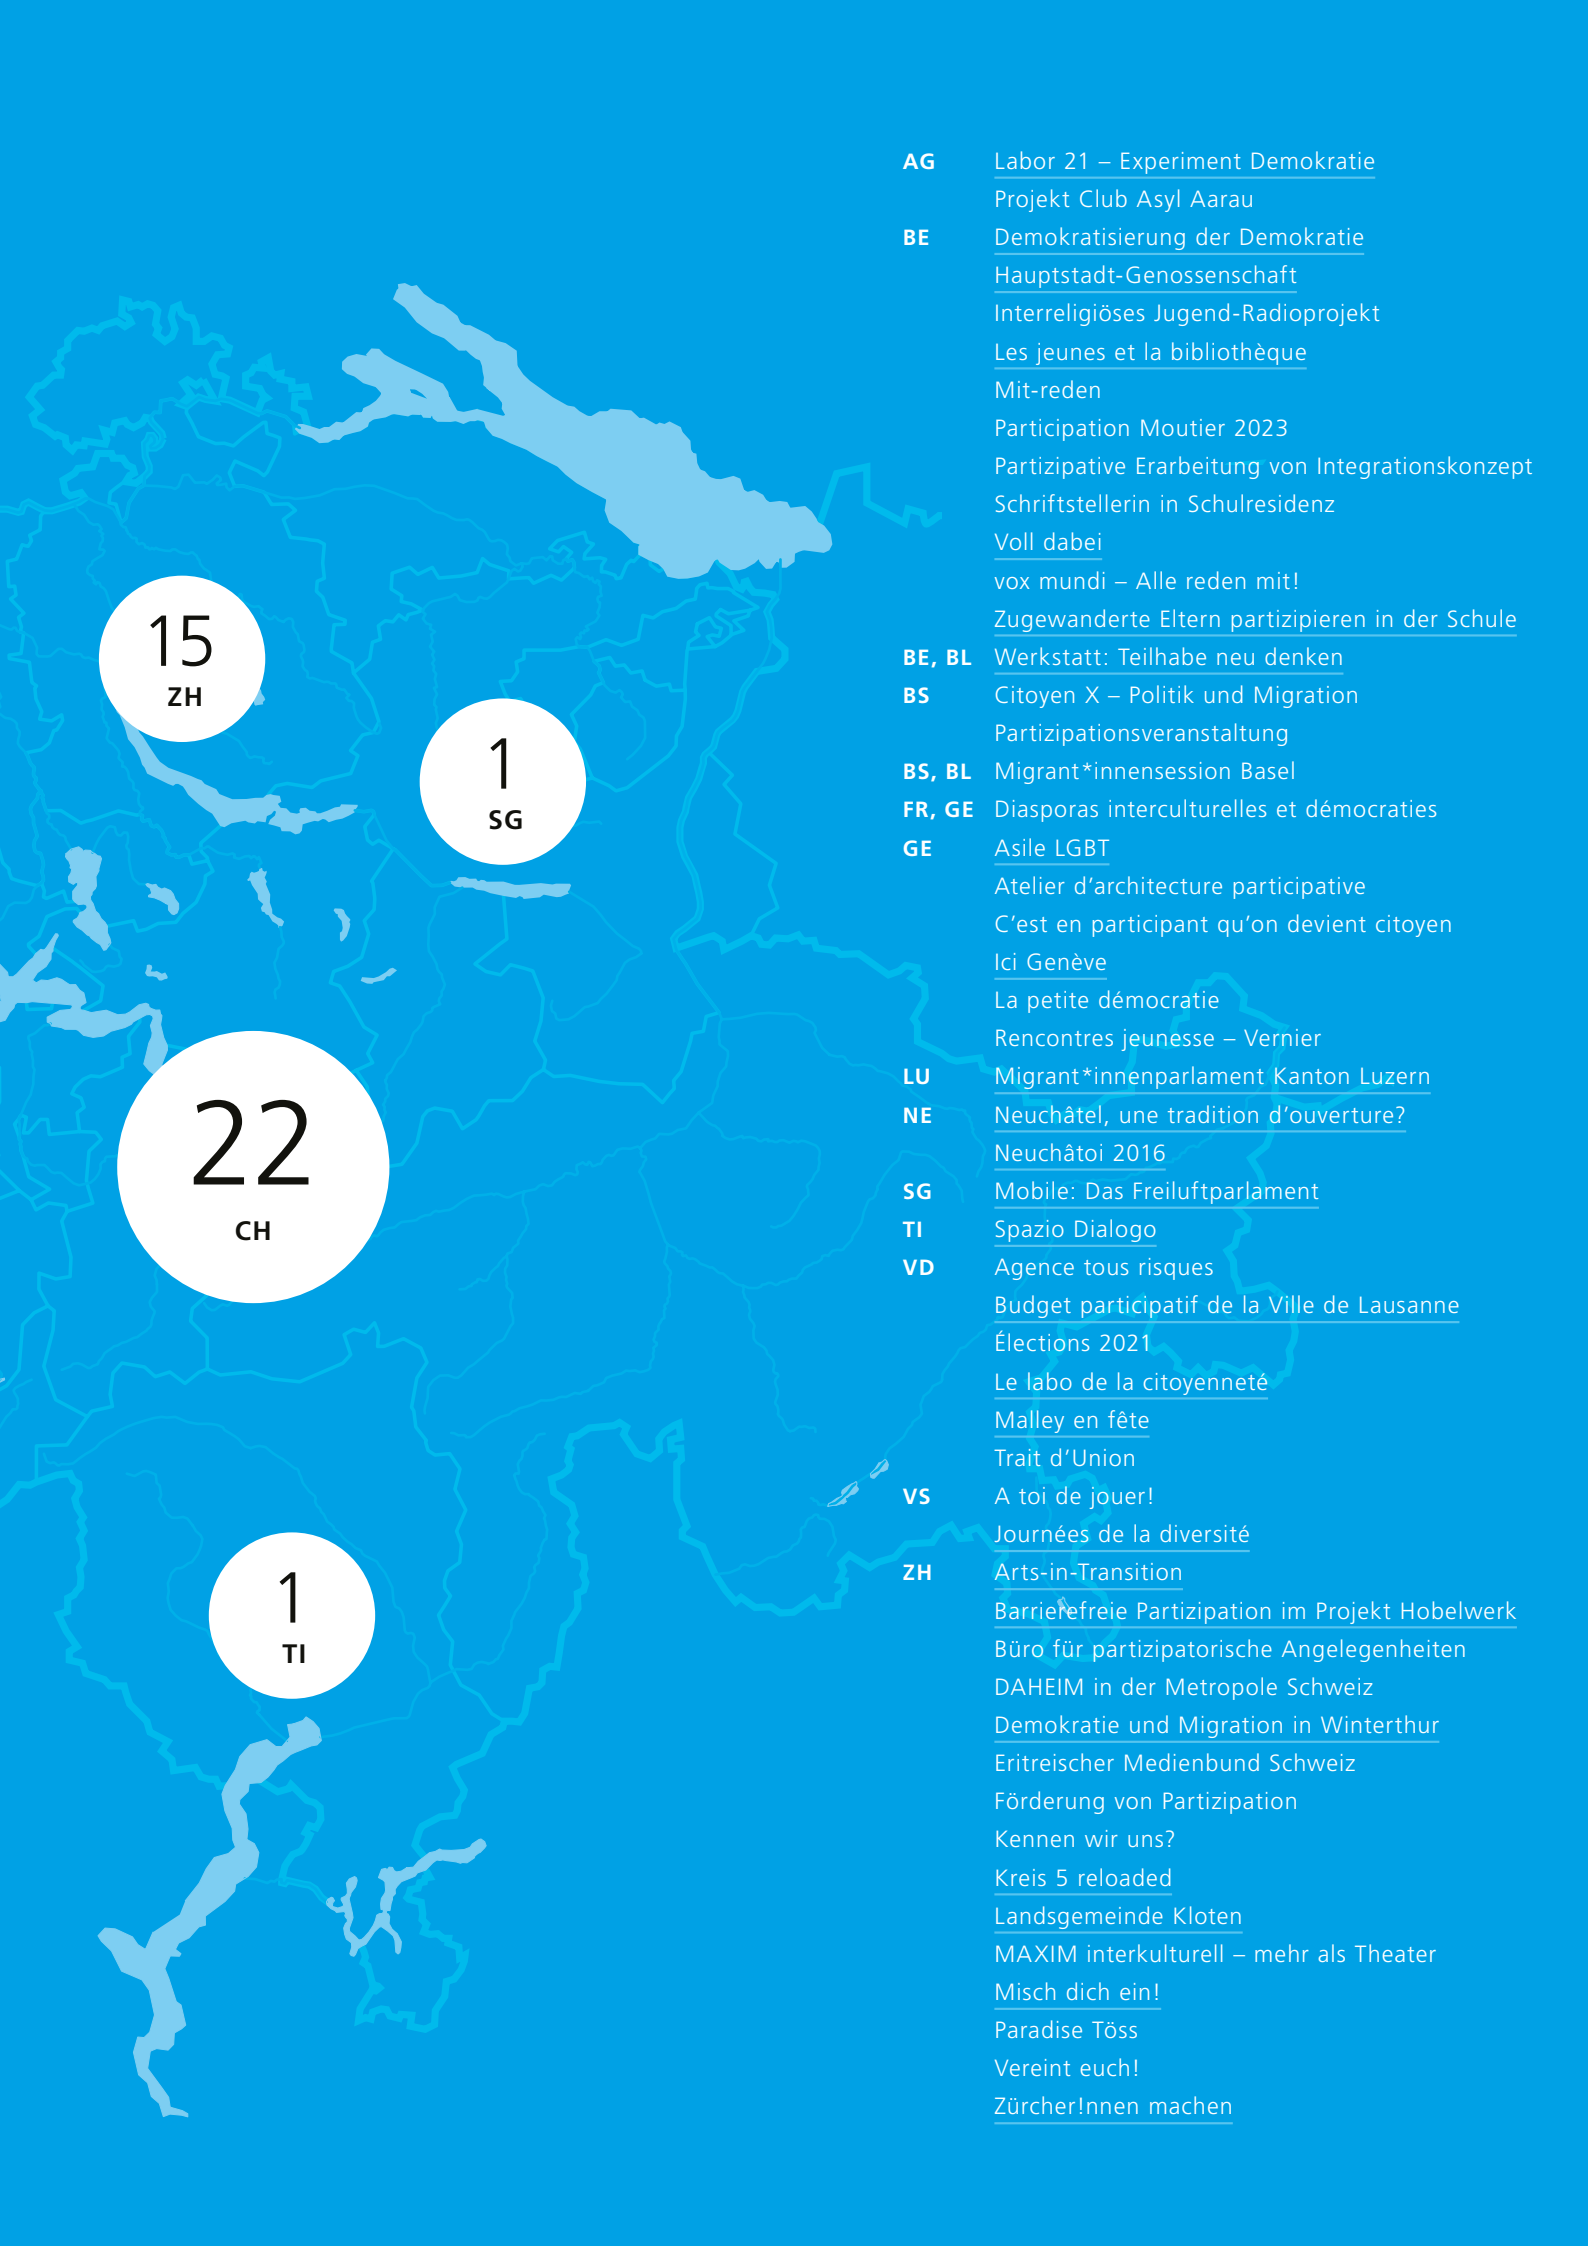 15
ZH
1
SG
22
CH
1
TI
AG Labor 21 – Experiment Demokratie
Projekt Club Asyl Aarau
BE Demokratisierung der Demokratie
Hauptstadt-Genossenschaft
Interreligiöses Jugend-Radioprojekt
Les jeunes et la bibliothèque
Mit-reden
Participation Moutier 2023
Partizipative Erarbeitung von Integrationskonzept
Schriftstellerin in Schulresidenz
Voll dabei
vox mundi – Alle reden mit!
Zugewanderte Eltern partizipieren in der Schule
BE, BL Werkstatt: Teilhabe neu denken
BS Citoyen X – Politik und Migration
Partizipationsveranstaltung
BS, BL Migrant*innensession Basel
FR, GE Diasporas interculturelles et démocraties
GE Asile LGBT
Atelier d’architecture participative
C‘est en participant qu’on devient citoyen
Ici Genève
La petite démocratie
Rencontres jeunesse – Vernier
LU Migrant*innenparlament Kanton Luzern
NE Neuchâtel, une tradition d’ouverture?
Neuchâtoi 2016
SG Mobile: Das Freiluftparlament
TI Spazio Dialogo
VD Agence tous risques
Budget participatif de la Ville de Lausanne
Élections 2021
Le labo de la citoyenneté
Malley en fête
Trait d’Union
VS A toi de jouer!
Journées de la diversité
ZH Arts-in-Transition
Barrierefreie Partizipation im Projekt Hobelwerk
Büro für partizipatorische Angelegenheiten
DAHEIM in der Metropole Schweiz
Demokratie und Migration in Winterthur
Eritreischer Medienbund Schweiz
Förderung von Partizipation
Kennen wir uns?
Kreis 5 reloaded
Landsgemeinde Kloten
MAXIM interkulturell – mehr als Theater
Misch dich ein!
Paradise Töss
Vereint euch!
Zürcher!nnen machen